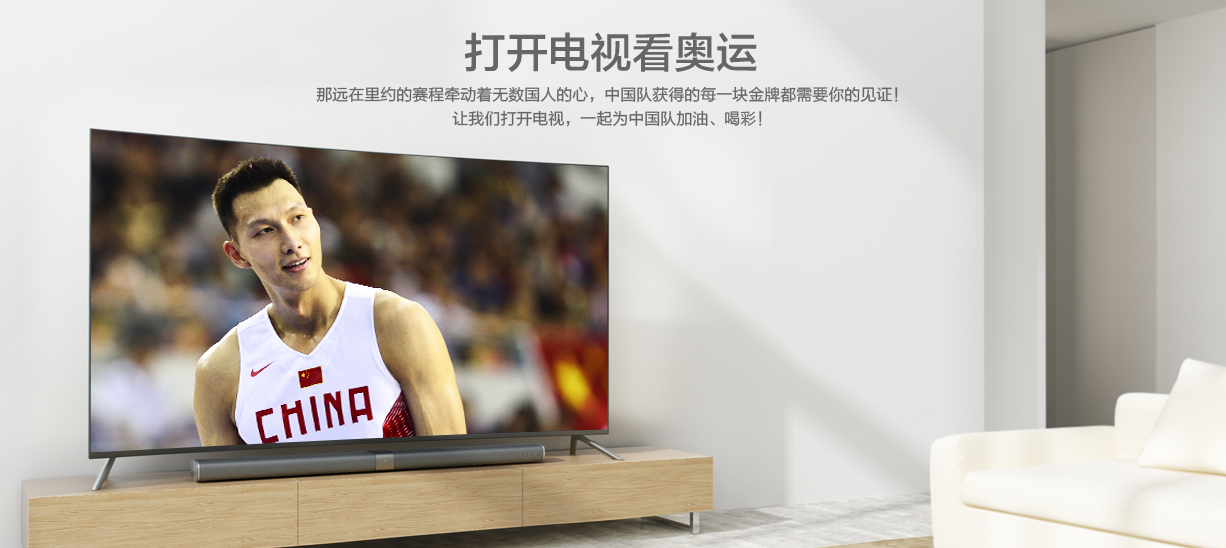 打开电视看奥运
那远在里约的赛程牵动着无数国人的心，中国队获得的每一块金牌都需要你的见证！
让我们打开电视，一起为中国队加油、喝彩！
CHINA